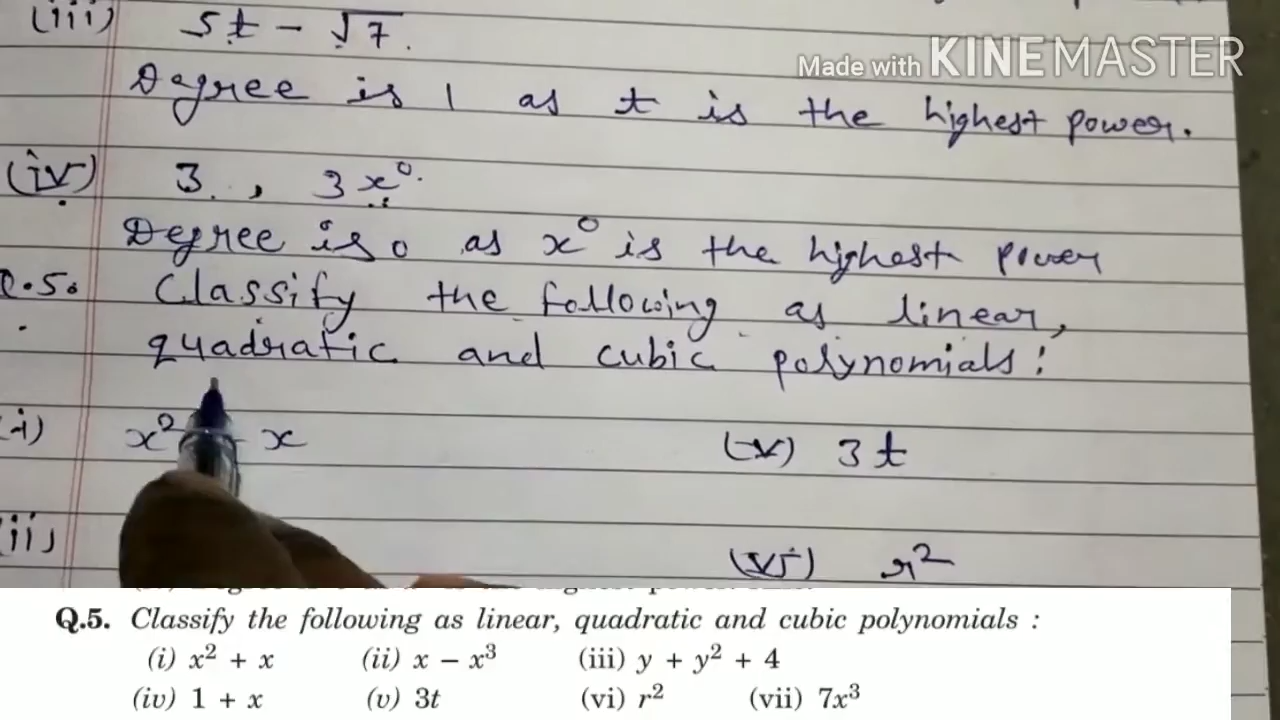 (iii) 5t - √7.
Made with KINEMASTER
Degree is 1 as t is the highest power.
(iv) 3 , 3x⁰.
Degree is 0 as x⁰ is the highest power
Q.5. Classify the following as linear,
quadratic and cubic polynomials :
(i) x² x (v) 3t
(ii) (vi) r²
Q.5. Classify the following as linear, quadratic and cubic polynomials :
(i) x² + x (ii) x – x³ (iii) y + y² + 4
(iv) 1 + x (v) 3t (vi) r² (vii) 7x³